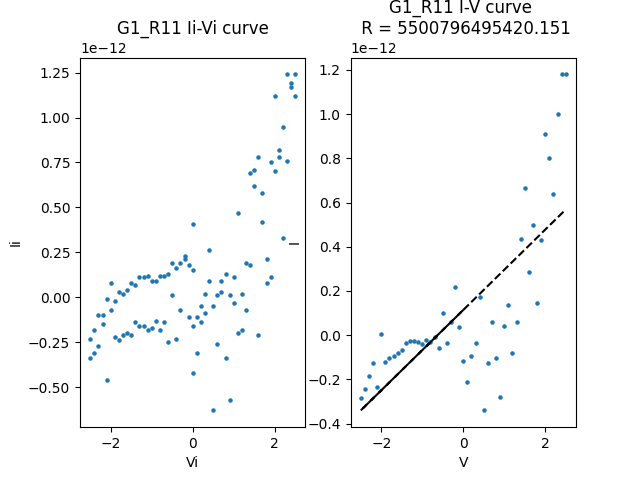 G1_R11 Ii-Vi curve
1e−12
1.25
1.00
0.75
0.50
0.25
0.00
−0.25
−0.50
Ii
−2
0
2
Vi
G1_R11 I-V curve
R = 5500796495420.151
1e−12
1.2
1.0
0.8
0.6
0.4
0.2
0.0
−0.2
−0.4
I
−2
0
2
V